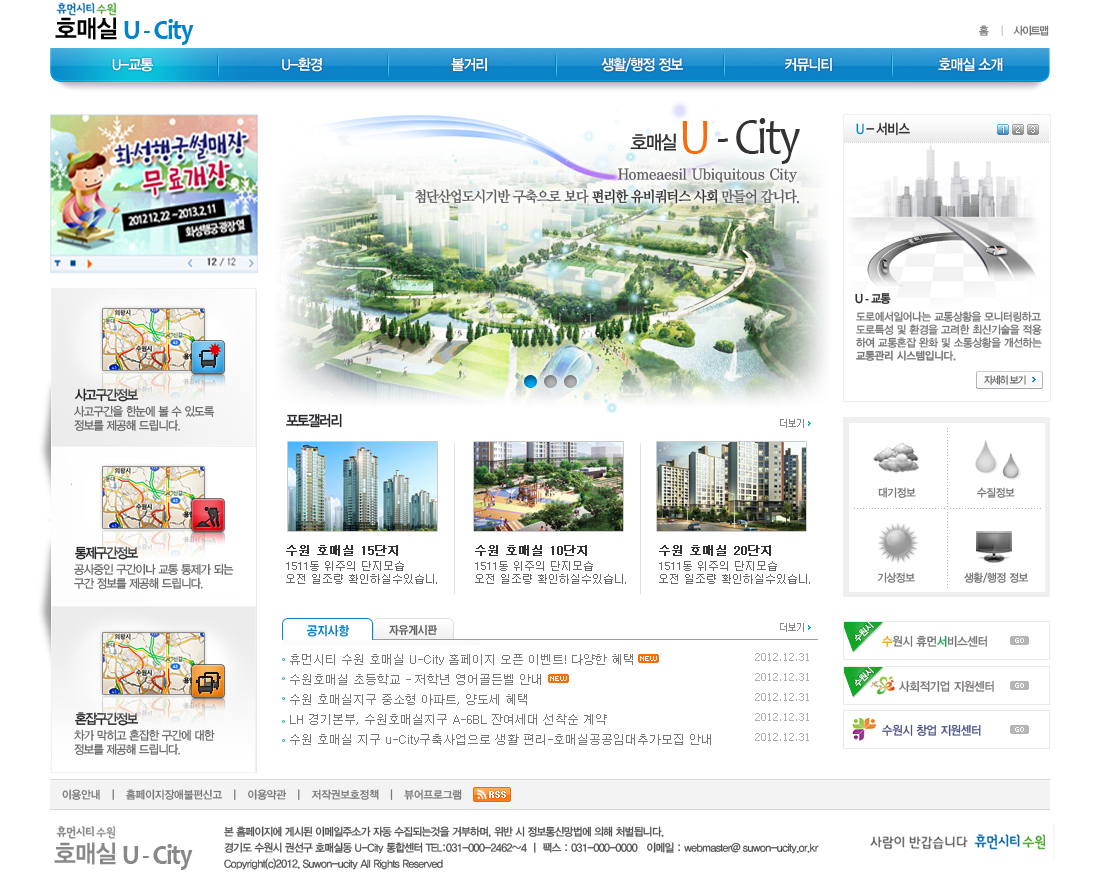 휴먼시티 수원
호매실 U - City
홈 | 사이트맵
U-교통 U-환경 볼거리 생활/행정 정보 커뮤니티 호매실 소개
화성행궁썰매장
무료개장
2012.12.22 - 2013.2.11
화성행궁광장옆
12 / 12
사고구간정보
사고구간을 한눈에 볼 수 있도록
정보를 제공해 드립니다.
통제구간정보
공사중인 구간이나 교통 통제가 되는
구간 정보를 제공해 드립니다.
혼잡구간정보
차가 막히고 혼잡한 구간에 대한
정보를 제공해 드립니다.
호매실 U - City
Homeaesil Ubiquitous City
첨단산업도시기반 구축으로 보다 편리한 유비쿼터스 사회 만들어 갑니다.
포토갤러리 더보기
수원 호매실 15단지
1511동 위주의 단지모습
오전 일조량 확인하실수있습니.
수원 호매실 10단지
1511동 위주의 단지모습
오전 일조량 확인하실수있습니.
수원 호매실 20단지
1511동 위주의 단지모습
오전 일조량 확인하실수있습니.
공지사항 자유게시판 더보기
휴먼시티 수원 호매실 U-City 홈페이지 오픈 이벤트! 다양한 혜택 NEW 2012.12.31
수원호매실 초등학교 - 저학년 영어골든벨 안내 NEW 2012.12.31
수원 호매실지구 중소형 아파트, 양도세 혜택 2012.12.31
LH 경기본부, 수원호매실지구 A-6BL 잔여세대 선착순 계약 2012.12.31
수원 호매실 지구 u-City구축사업으로 생활 편리-호매실공공임대추가모집 안내 2012.12.31
U - 서비스 1 2 3
U - 교통
도로에서일어나는 교통상황을 모니터링하고
도로특성 및 환경을 고려한 최신기술을 적용
하여 교통혼잡 완화 및 소통상황을 개선하는
교통관리 시스템입니다.
자세히 보기
대기정보 수질정보
기상정보 생활/행정 정보
수원시 수원시 휴먼서비스센터 GO
수원시 사회적기업 지원센터 GO
수원시 창업 지원센터 GO
이용안내 | 홈페이지장애불편신고 | 이용약관 | 저작권보호정책 | 뷰어프로그램 RSS
휴먼시티 수원
호매실 U - City
본 홈페이지에 게시된 이메일주소가 자동 수집되는것을 거부하며, 위반 시 정보통신망법에 의해 처벌됩니다.
경기도 수원시 권선구 호매실동 U-City 통합센터 TEL:031-000-2462~4 | 팩스 : 031-000-0000 이메일 : webmaster@suwon-ucity.or.kr
Copyright(c)2012. Suwon-ucity All Rights Reserved
사람이 반갑습니다 휴먼시티 수원